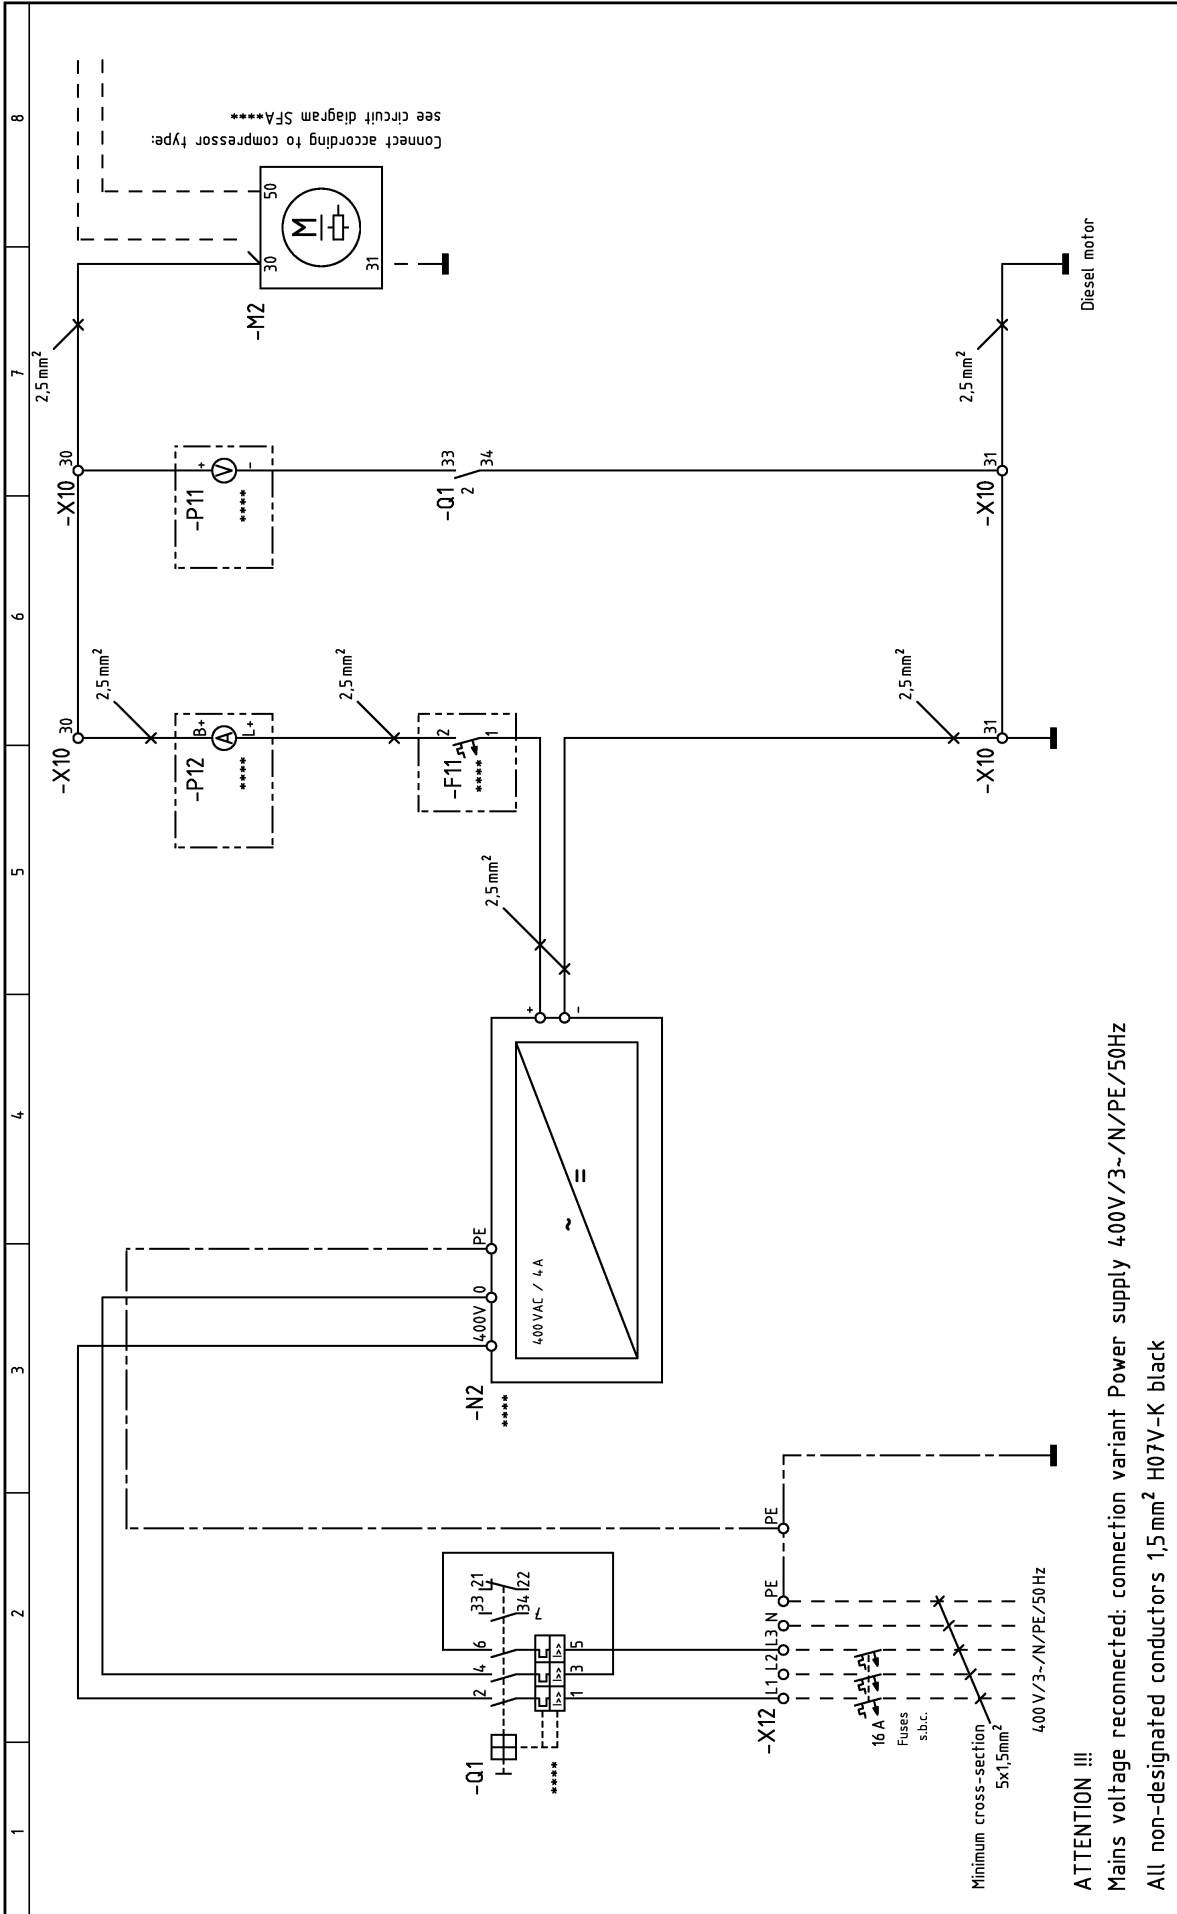 1
2
3
4
5
6
7
8
-X10
30
2,5 mm²
-P12
B+
A
L+
****
2,5 mm²
-F11
2
1
****
2,5 mm²
-X10
30
-P11
+
V
-
****
-Q1
33
34
2
2,5 mm²
-M2
30
50
31
M
Connect according to compressor type:
see circuit diagram SFA****
-N2
****
400V
0
PE
400 VAC / 4 A
~
=
+
-
2,5 mm²
-X10
31
-X10
31
2,5 mm²
Diesel motor
-Q1
****
2
4
6
33
21
34
22
7
I>>
I>>
I>>
1
3
5
-X12
L1
L2
L3
N
PE
PE
16 A
Fuses
s.b.c.
Minimum cross-section
5x1,5mm²
400 V/3~/N/PE/50 Hz
ATTENTION !!!
Mains voltage reconnected: connection variant Power supply 400V/3~/N/PE/50Hz
All non-designated conductors 1,5 mm² H07V-K black